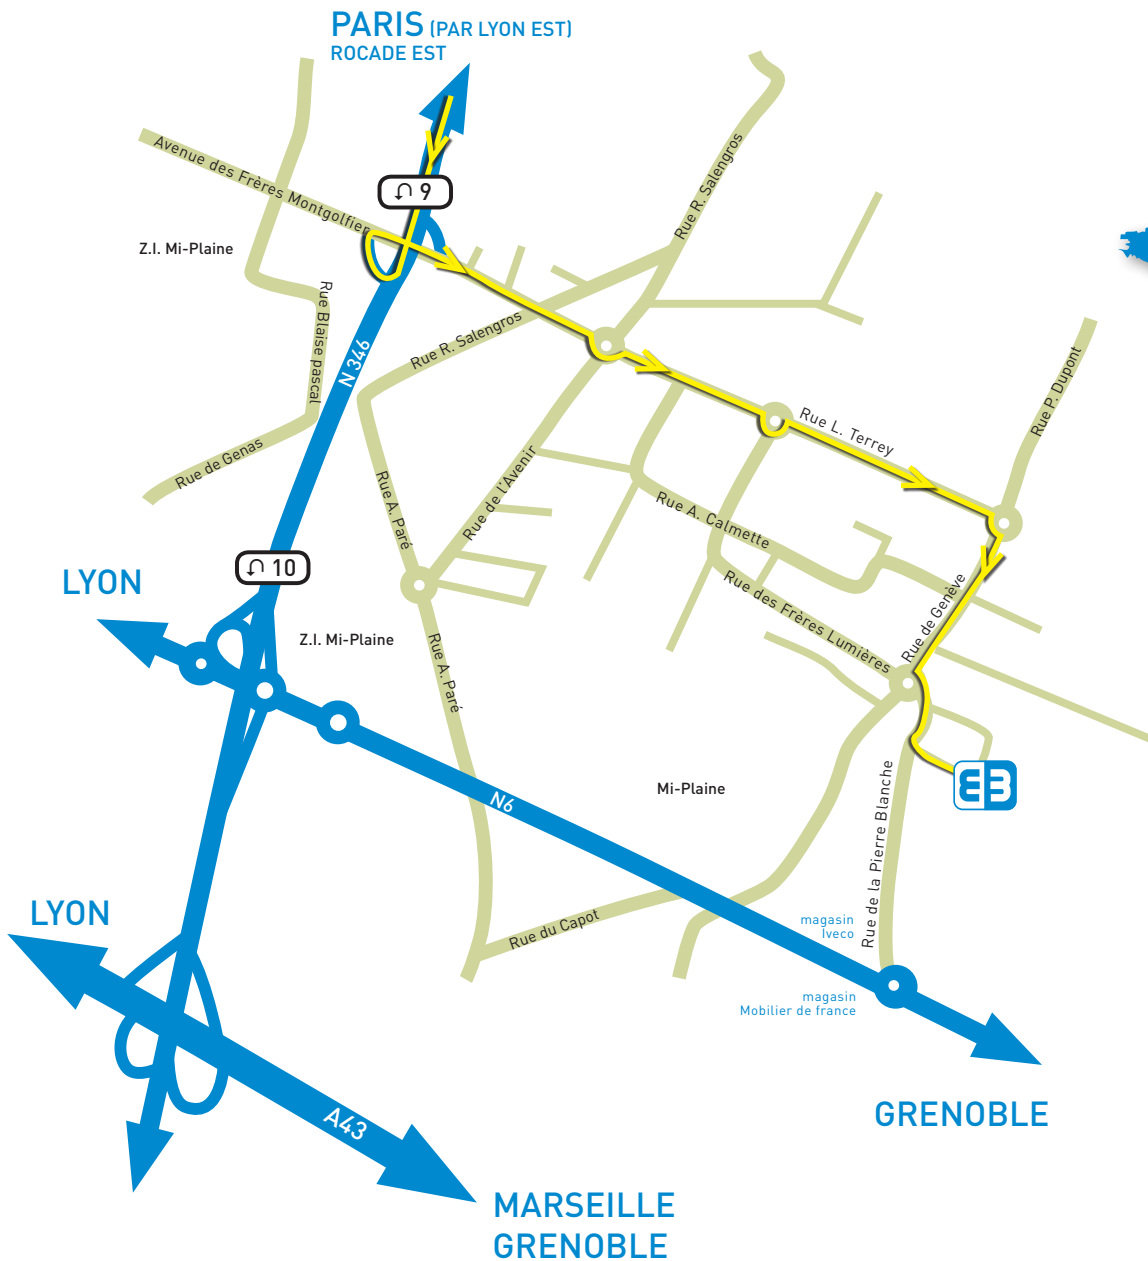 PARIS (PAR LYON EST)
ROCADE EST
Avenue des Frères Montgolfier
9
Rue R. Salengros
Z.I. Mi-Plaine
Rue Blaise pascal
N 346
Rue R. Salengros
Rue P. Dupont
Rue L. Terrey
Rue de Genas
Rue A. Paré
Rue de l'Avenir
Rue A. Calmette
10
LYON
Z.I. Mi-Plaine
Rue des Frères Lumières
Rue de Genève
Rue A. Paré
Mi-Plaine
N6
Rue de la Pierre Blanche
LYON
Rue du Capot
magasin
Iveco
magasin
Mobilier de france
A43
GRENOBLE
MARSEILLE
GRENOBLE